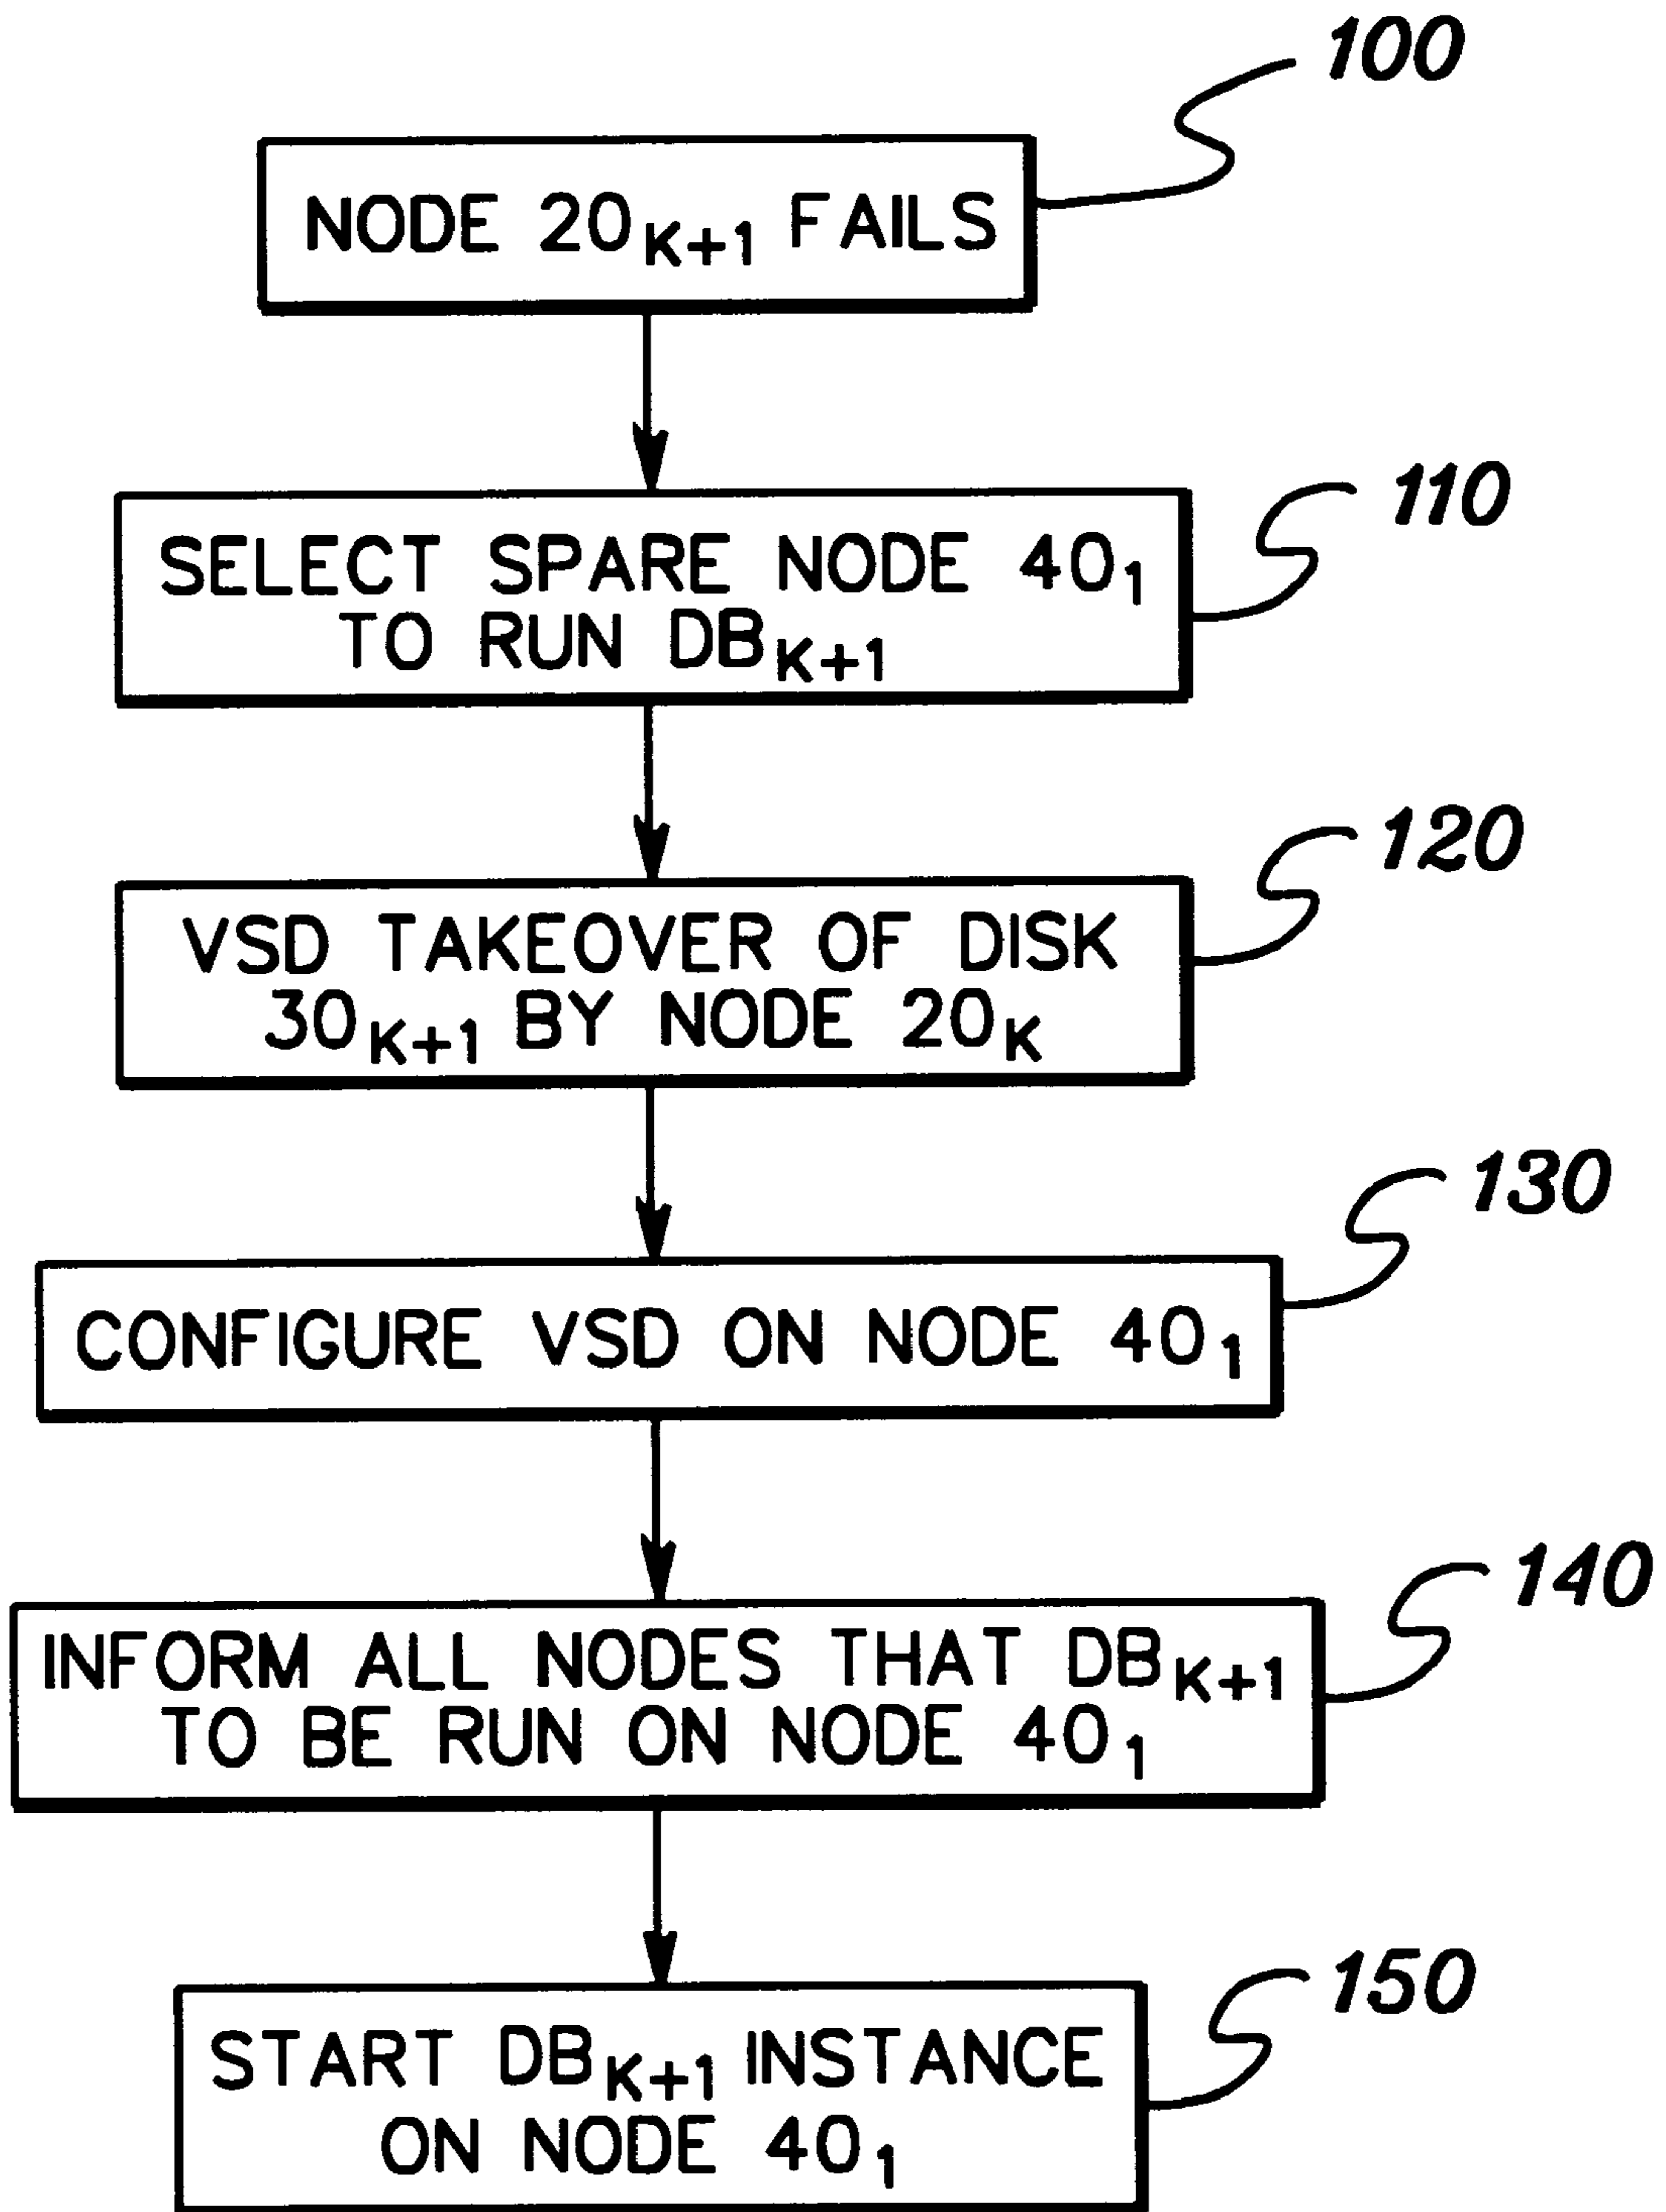 100
NODE 20K+1 FAILS
110
SELECT SPARE NODE 401
TO RUN DBK+1
120
VSD TAKEOVER OF DISK
30K+1 BY NODE 20K
130
CONFIGURE VSD ON NODE 401
140
INFORM ALL NODES THAT DBK+1
TO BE RUN ON NODE 401
150
START DBK+1 INSTANCE
ON NODE 401